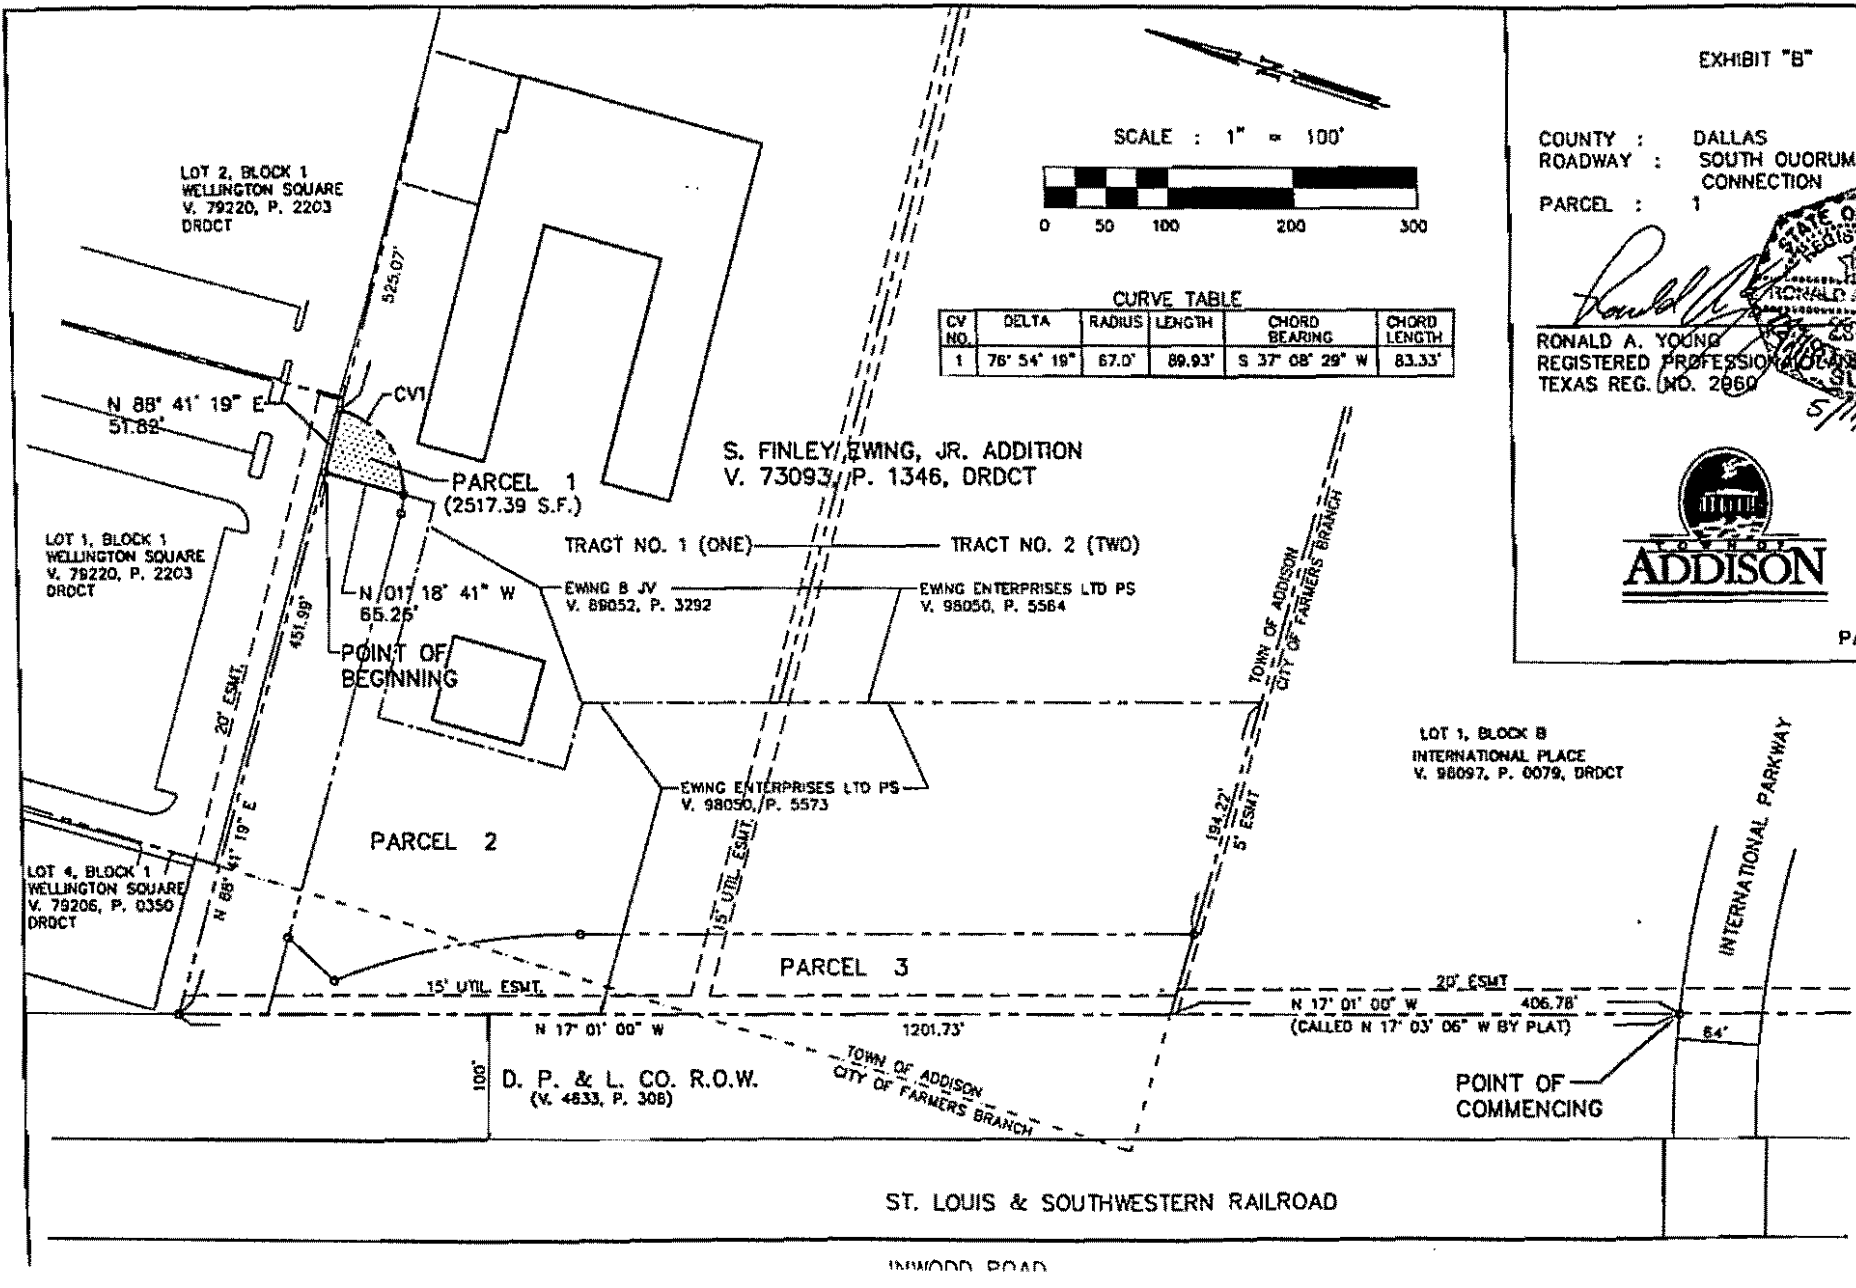 EXHIBIT "B"
COUNTY : DALLAS
ROADWAY : SOUTH QUORUM
CONNECTION
PARCEL : 1
STATE O
REGIS
RONALD A
RONALD A. YOUNG
REGISTERED PROFESSIONAL
TEXAS REG. NO. 2960
TOWN OF
ADDISON
PA
SCALE : 1" = 100'
0 50 100 200 300
CURVE TABLE
CV NO. DELTA RADIUS LENGTH CHORD BEARING CHORD LENGTH
1 76° 54' 19" 67.0' 89.93' S 37° 08' 29" W 83.33'
N
LOT 2, BLOCK 1
WELLINGTON SQUARE
V. 79220, P. 2203
DRDCT
525.07'
N 88° 41' 19" E
51.82'
CV1
PARCEL 1
(2517.39 S.F.)
S. FINLEY EWING, JR. ADDITION
V. 73093, P. 1346, DRDCT
TRACT NO. 1 (ONE)
TRACT NO. 2 (TWO)
LOT 1, BLOCK 1
WELLINGTON SQUARE
V. 79220, P. 2203
DRDCT
N 01° 18' 41" W
65.26'
EWING B JV
V. 89052, P. 3292
EWING ENTERPRISES LTD PS
V. 98050, P. 5564
451.99'
POINT OF
BEGINNING
20' ESMT.
TOWN OF ADDISON
CITY OF FARMERS BRANCH
EWING ENTERPRISES LTD PS
V. 98050, P. 5573
LOT 1, BLOCK B
INTERNATIONAL PLACE
V. 98097, P. 0079, DRDCT
INTERNATIONAL PARKWAY
194.22'
5' ESMT
PARCEL 2
15' UTIL. ESMT.
N 88° 41' 19" E
LOT 4, BLOCK 1
WELLINGTON SQUARE
V. 79206, P. 0350
DRDCT
PARCEL 3
15' UTIL. ESMT.
20' ESMT
N 17° 01' 00" W 1201.73'
N 17° 01' 00" W 406.78'
(CALLED N 17° 03' 06" W BY PLAT)
64'
100'
D. P. & L. CO. R.O.W.
(V. 4633, P. 308)
TOWN OF ADDISON
CITY OF FARMERS BRANCH
POINT OF
COMMENCING
ST. LOUIS & SOUTHWESTERN RAILROAD
INWOOD ROAD